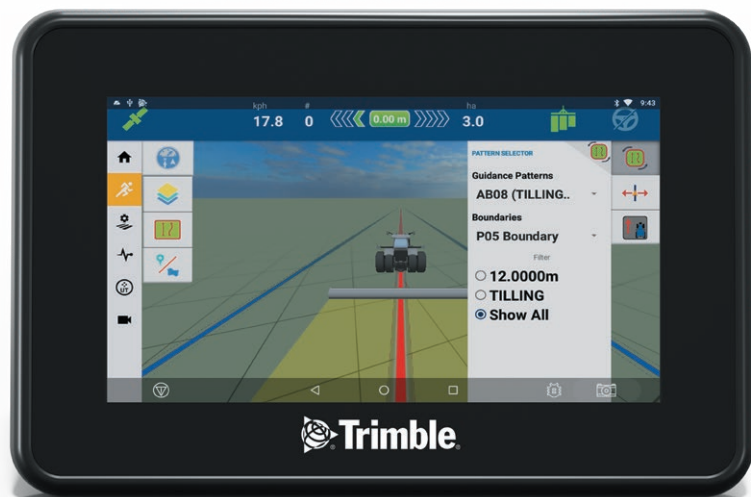 9:43
kph
17.8
#
0
0.00 m
ha
3.0
PATTERN SELECTOR
Guidance Patterns
AB08 (TILLING..
Boundaries
P05 Boundary
Filter
12.0000m
TILLING
Show All
UT
Trimble